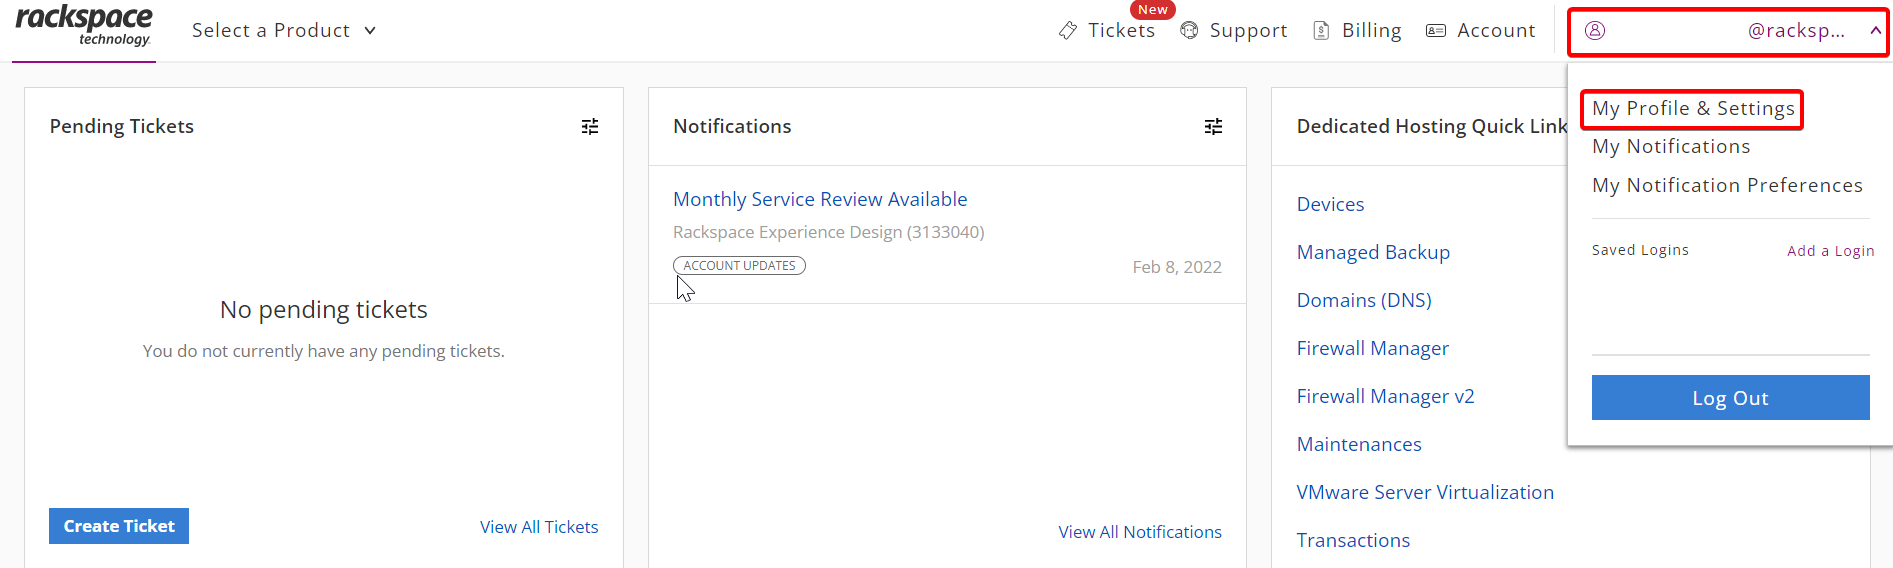 rackspace
technology.
Select a Product
New
Tickets
Support
Billing
Account
@racksp...
My Profile & Settings
My Notifications
My Notification Preferences
Saved Logins
Add a Login
Log Out
Pending Tickets
No pending tickets
You do not currently have any pending tickets.
Create Ticket
View All Tickets
Notifications
Monthly Service Review Available
Rackspace Experience Design (3133040)
ACCOUNT UPDATES
Feb 8, 2022
View All Notifications
Dedicated Hosting Quick Link
Devices
Managed Backup
Domains (DNS)
Firewall Manager
Firewall Manager v2
Maintenances
VMware Server Virtualization
Transactions